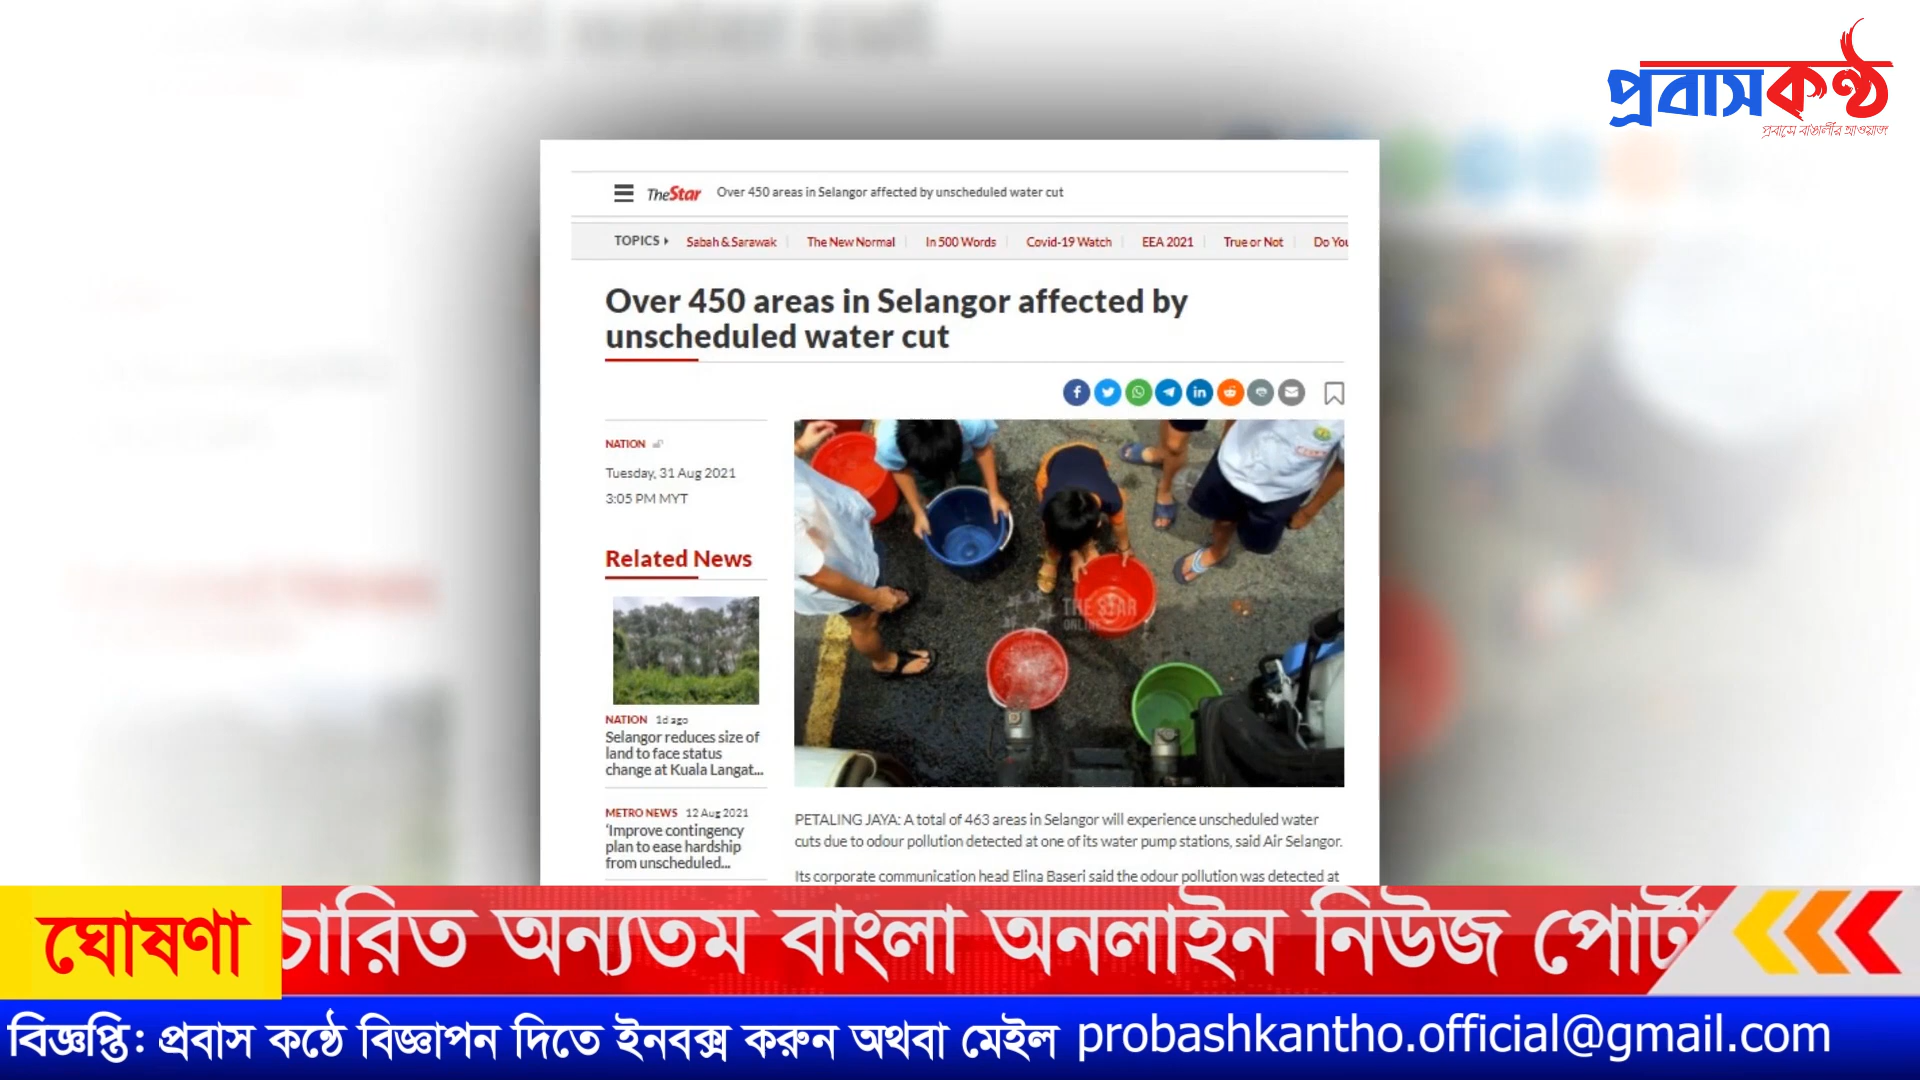 প্রবাসকণ্ঠ
প্রবাসে বাঙালীর আওয়াজ
TheStar Over 450 areas in Selangor affected by unscheduled water cut
TOPICS Sabah & Sarawak The New Normal In 500 Words Covid-19 Watch EEA 2021 True or Not Do You
Over 450 areas in Selangor affected by
unscheduled water cut
NATION
Tuesday, 31 Aug 2021
3:05 PM MYT
Related News
NATION 1d ago
Selangor reduces size of
land to face status
change at Kuala Langat...
METRO NEWS 12 Aug 2021
'Improve contingency
plan to ease hardship
from unscheduled...
THE STAR
ONLINE
PETALING JAYA: A total of 463 areas in Selangor will experience unscheduled water
cuts due to odour pollution detected at one of its water pump stations, said Air Selangor.
Its corporate communication head Elina Baseri said the odour pollution was detected at
ঘোষণা
চারিত অন্যতম বাংলা অনলাইন নিউজ পোর্টা
বিজ্ঞপ্তি: প্রবাস কন্ঠে বিজ্ঞাপন দিতে ইনবক্স করুন অথবা মেইল probashkantho.official@gmail.com